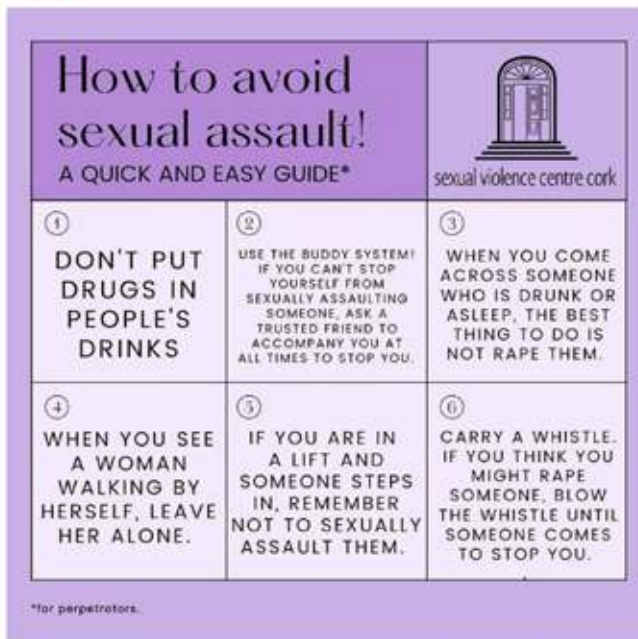 How to avoid
sexual assault!
A QUICK AND EASY GUIDE*
sexual violence centre cork
1
DON'T PUT
DRUGS IN
PEOPLE'S
DRINKS
2
USE THE BUDDY SYSTEM!
IF YOU CAN'T STOP
YOURSELF FROM
SEXUALLY ASSAULTING
SOMEONE, ASK A
TRUSTED FRIEND TO
ACCOMPANY YOU AT
ALL TIMES TO STOP YOU.
3
WHEN YOU COME
ACROSS SOMEONE
WHO IS DRUNK OR
ASLEEP, THE BEST
THING TO DO IS
NOT RAPE THEM.
4
WHEN YOU SEE
A WOMAN
WALKING BY
HERSELF, LEAVE
HER ALONE.
5
IF YOU ARE IN
A LIFT AND
SOMEONE STEPS
IN, REMEMBER
NOT TO SEXUALLY
ASSAULT THEM.
6
CARRY A WHISTLE.
IF YOU THINK YOU
MIGHT RAPE
SOMEONE, BLOW
THE WHISTLE UNTIL
SOMEONE COMES
TO STOP YOU.
*for perpetrators.